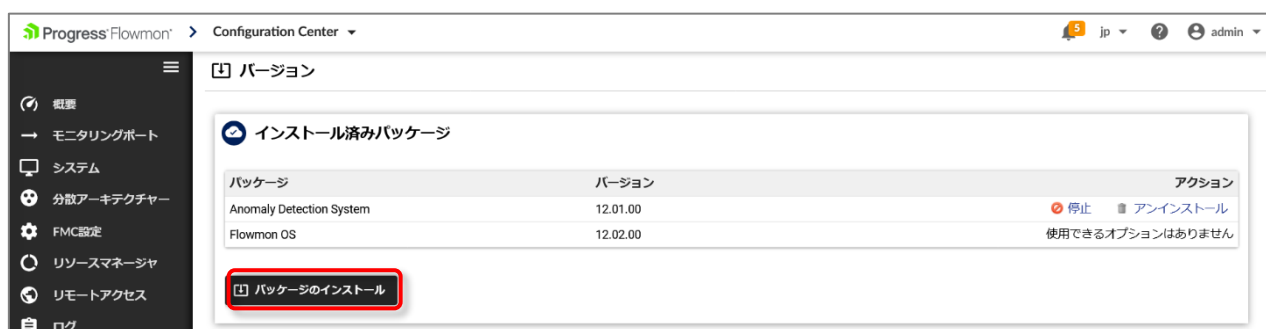 Progress® Flowmon® Configuration Center 5 jp admin
バージョン
概要
モニタリングポート
システム
分散アーキテクチャー
FMC設定
リソースマネージャ
リモートアクセス
ログ
インストール済みパッケージ
パッケージ バージョン アクション
Anomaly Detection System 12.01.00 停止 アンインストール
Flowmon OS 12.02.00 使用できるオプションはありません
パッケージのインストール